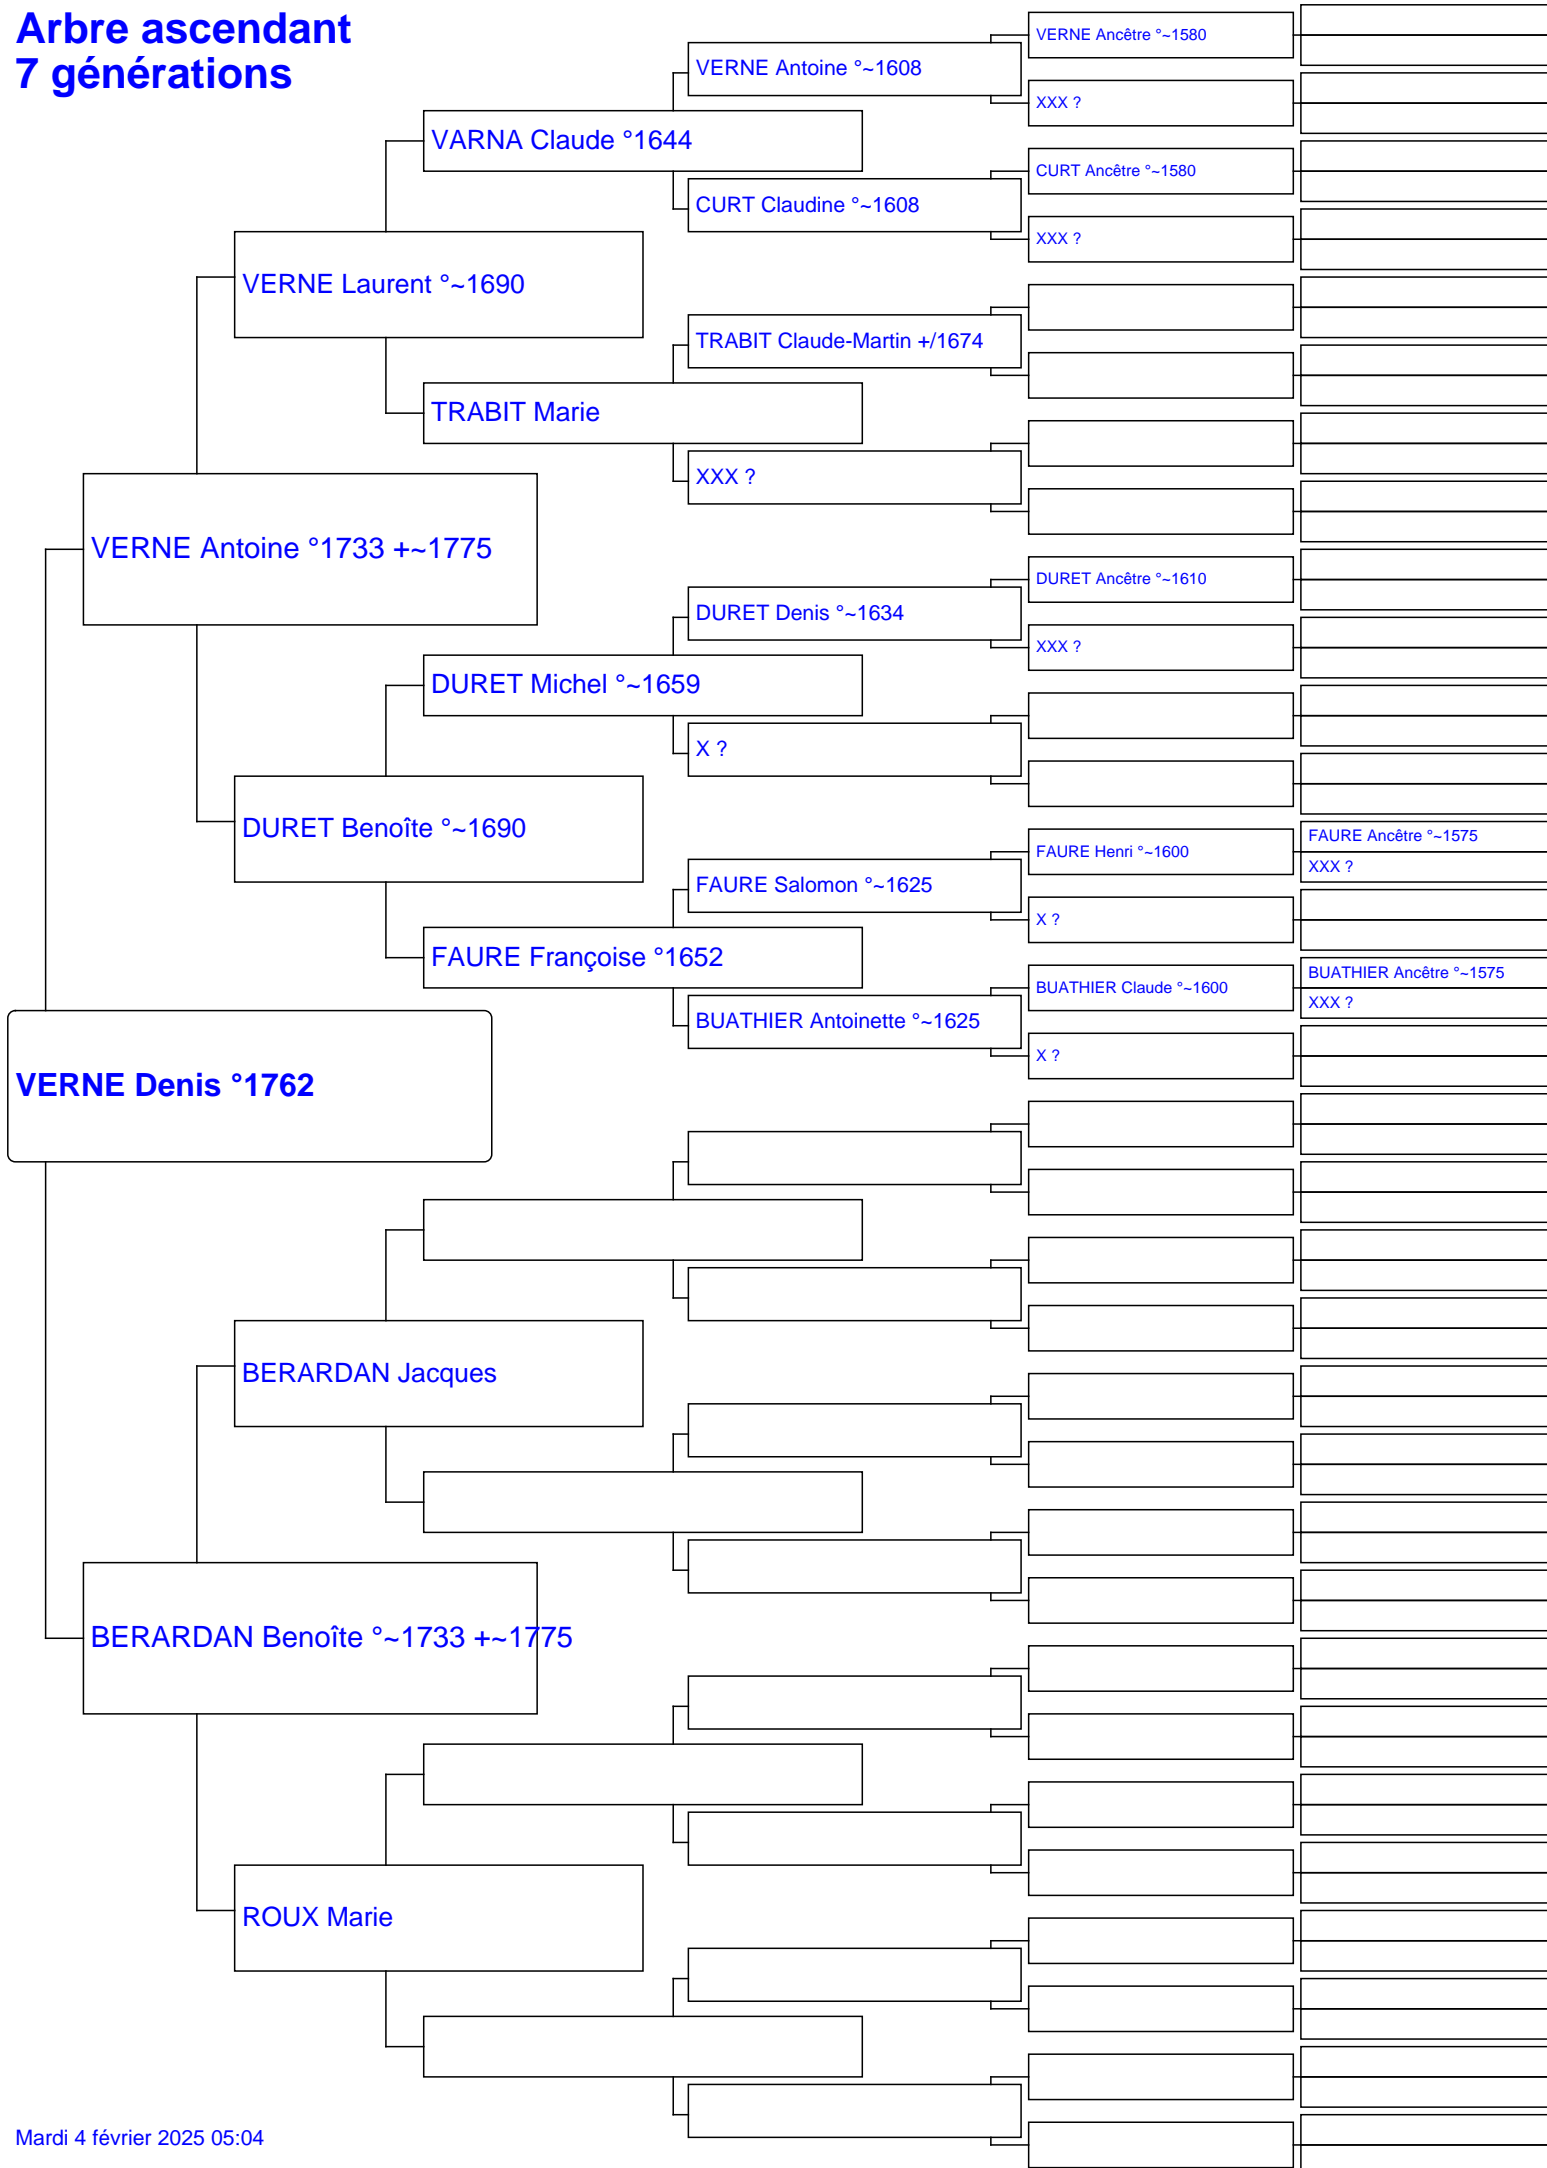 Arbre ascendant
7 générations
VERNE Ancêtre °~1580
VERNE Antoine °~1608
XXX ?
VARNA Claude °1644
CURT Ancêtre °~1580
CURT Claudine °~1608
XXX ?
VERNE Laurent °~1690
TRABIT Claude-Martin +/1674
TRABIT Marie
XXX ?
VERNE Antoine °1733 +~1775
DURET Ancêtre °~1610
DURET Denis °~1634
XXX ?
DURET Michel °~1659
X ?
DURET Benoîte °~1690
FAURE Ancêtre °~1575
FAURE Henri °~1600
XXX ?
FAURE Salomon °~1625
X ?
FAURE Françoise °1652
BUATHIER Ancêtre °~1575
BUATHIER Claude °~1600
XXX ?
BUATHIER Antoinette °~1625
X ?
VERNE Denis °1762
BERARDAN Jacques
BERARDAN Benoîte °~1733 +~1775
ROUX Marie
Mardi 4 février 2025 05:04